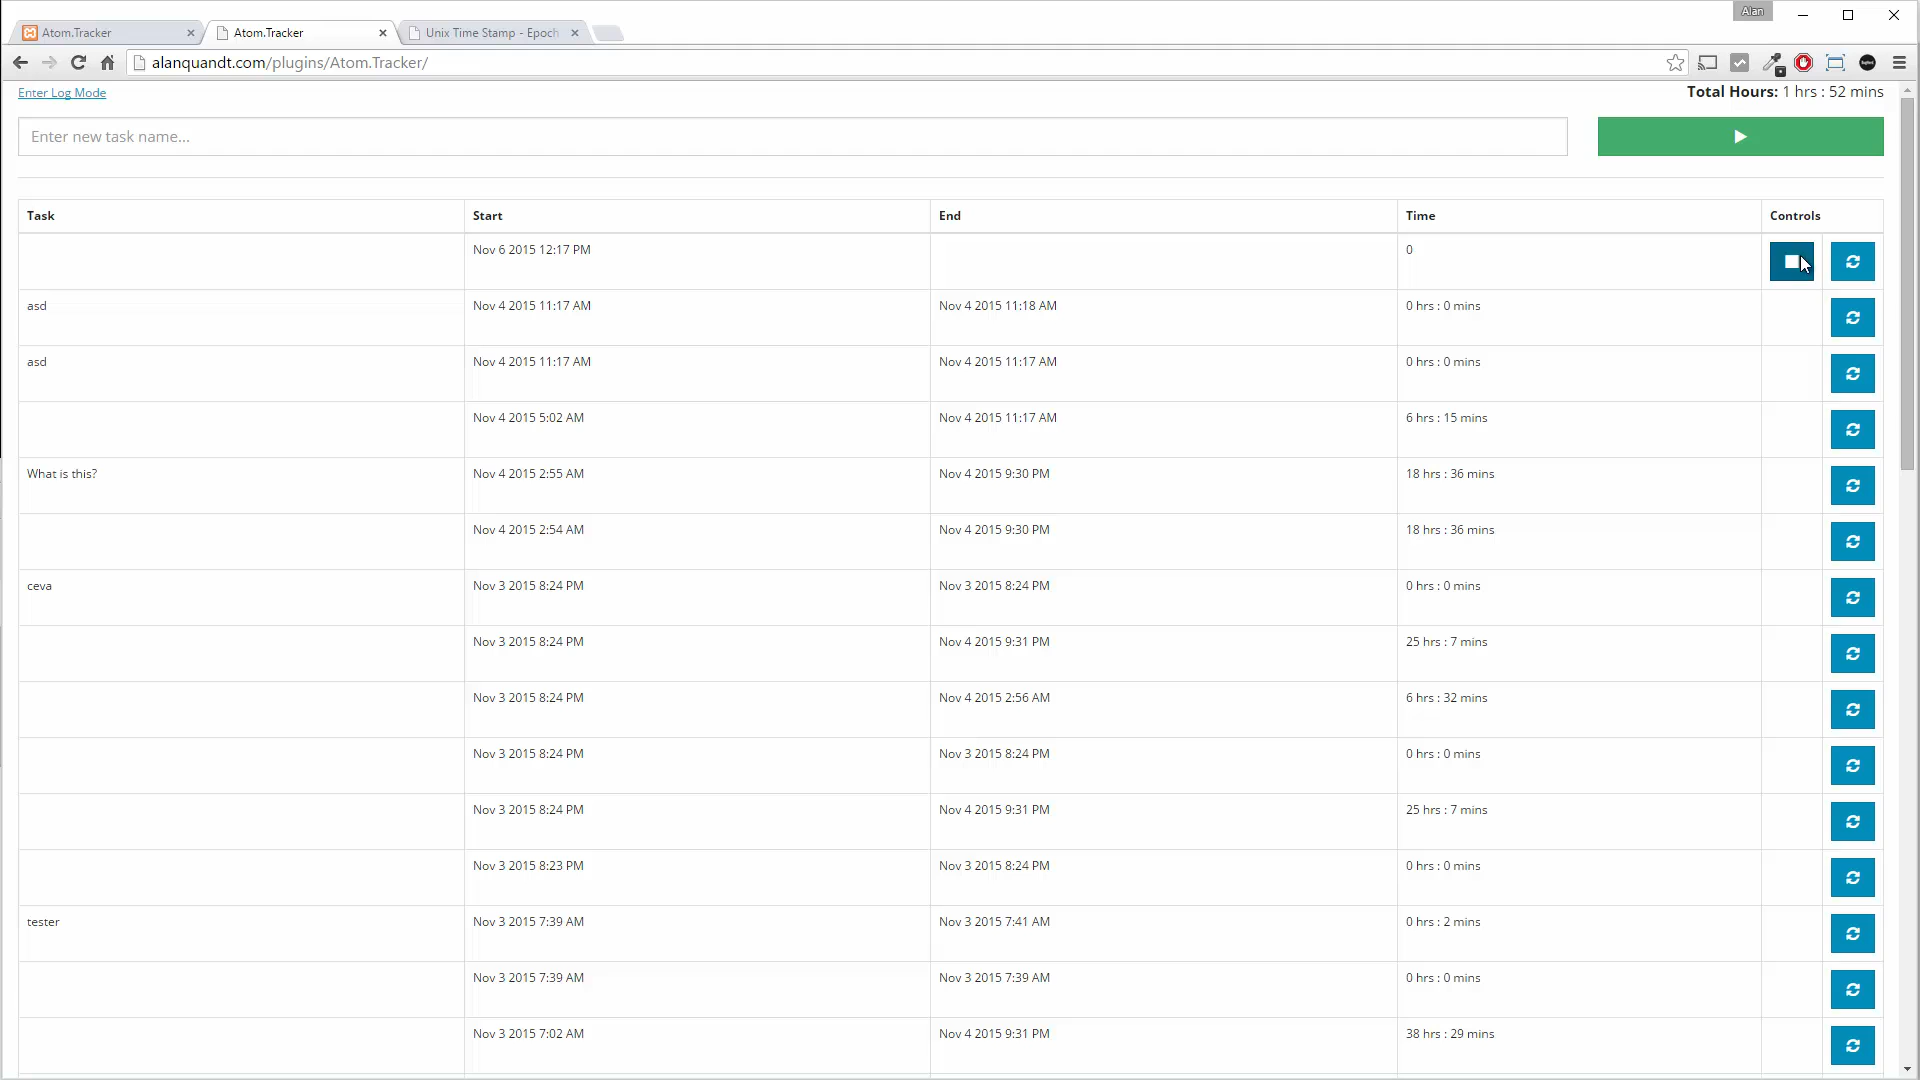 Alan
Atom.Tracker
Atom.Tracker
Unix Time Stamp - Epoch
alanquandt.com/plugins/Atom.Tracker/
Enter Log Mode
Total Hours: 1 hrs : 52 mins
Enter new task name...
Task Start End Time Controls
Nov 6 2015 12:17 PM 0
asd Nov 4 2015 11:17 AM Nov 4 2015 11:18 AM 0 hrs : 0 mins
asd Nov 4 2015 11:17 AM Nov 4 2015 11:17 AM 0 hrs : 0 mins
Nov 4 2015 5:02 AM Nov 4 2015 11:17 AM 6 hrs : 15 mins
What is this? Nov 4 2015 2:55 AM Nov 4 2015 9:30 PM 18 hrs : 36 mins
Nov 4 2015 2:54 AM Nov 4 2015 9:30 PM 18 hrs : 36 mins
ceva Nov 3 2015 8:24 PM Nov 3 2015 8:24 PM 0 hrs : 0 mins
Nov 3 2015 8:24 PM Nov 4 2015 9:31 PM 25 hrs : 7 mins
Nov 3 2015 8:24 PM Nov 4 2015 2:56 AM 6 hrs : 32 mins
Nov 3 2015 8:24 PM Nov 3 2015 8:24 PM 0 hrs : 0 mins
Nov 3 2015 8:24 PM Nov 4 2015 9:31 PM 25 hrs : 7 mins
Nov 3 2015 8:23 PM Nov 3 2015 8:24 PM 0 hrs : 0 mins
tester Nov 3 2015 7:39 AM Nov 3 2015 7:41 AM 0 hrs : 2 mins
Nov 3 2015 7:39 AM Nov 3 2015 7:39 AM 0 hrs : 0 mins
Nov 3 2015 7:02 AM Nov 4 2015 9:31 PM 38 hrs : 29 mins